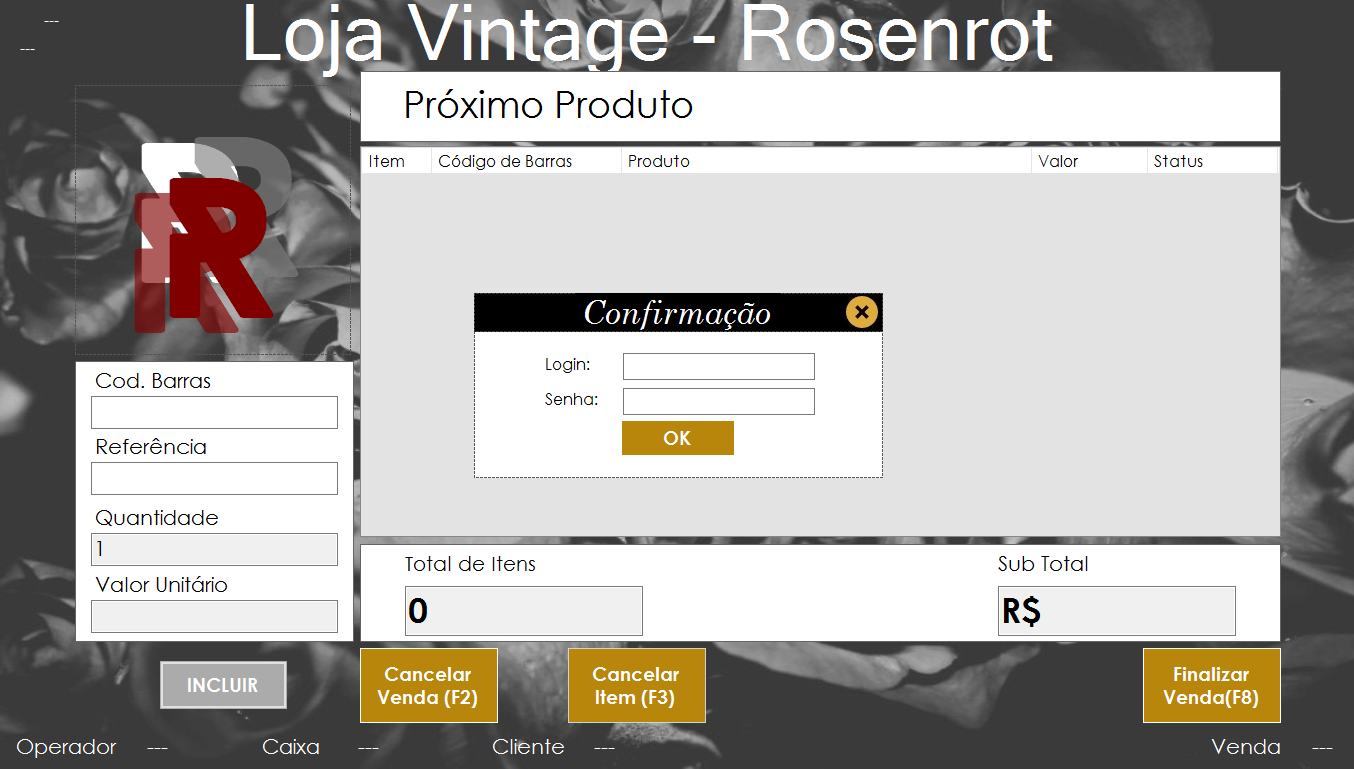 ---
Loja Vintage - Rosenrot
---
Próximo Produto
Item Código de Barras Produto Valor Status
R
Confirmação
Login:
Senha:
OK
Cod. Barras
Referência
Quantidade
1
Valor Unitário
Total de Itens Sub Total
0 R$
INCLUIR
Cancelar
Venda (F2)
Cancelar
Item (F3)
Finalizar
Venda(F8)
Operador --- Caixa --- Cliente --- Venda ---